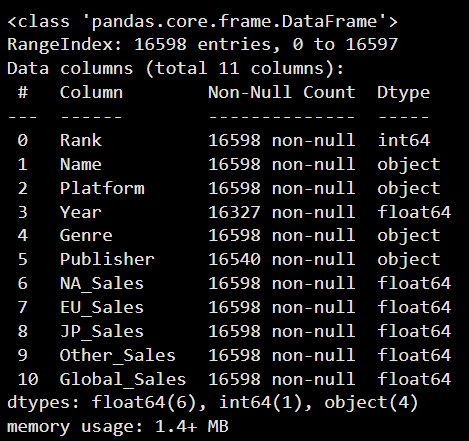 <class 'pandas.core.frame.DataFrame'>
RangeIndex: 16598 entries, 0 to 16597
Data columns (total 11 columns):
 #   Column        Non-Null Count  Dtype
---  ------        --------------  -----
 0   Rank          16598 non-null  int64
 1   Name          16598 non-null  object
 2   Platform      16598 non-null  object
 3   Year          16327 non-null  float64
 4   Genre         16598 non-null  object
 5   Publisher     16540 non-null  object
 6   NA_Sales      16598 non-null  float64
 7   EU_Sales      16598 non-null  float64
 8   JP_Sales      16598 non-null  float64
 9   Other_Sales   16598 non-null  float64
 10  Global_Sales  16598 non-null  float64
dtypes: float64(6), int64(1), object(4)
memory usage: 1.4+ MB